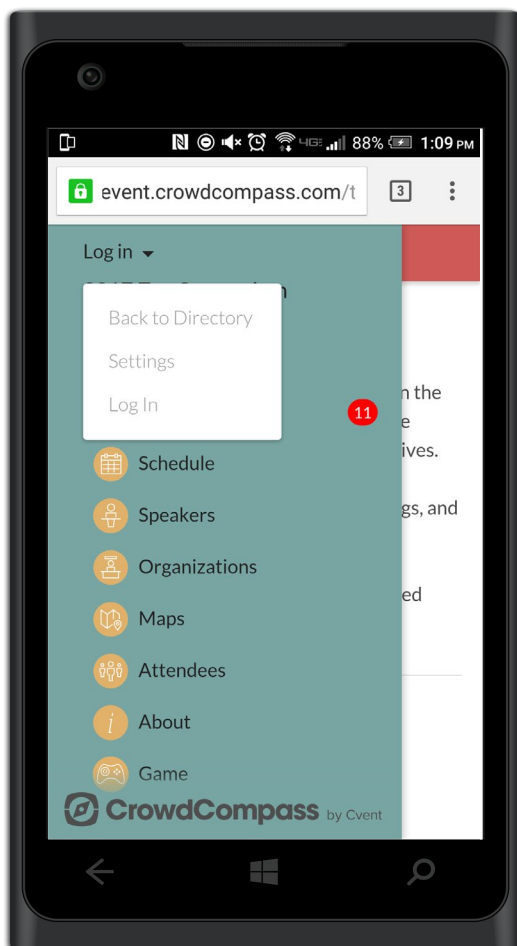 4GE 88% 1:09 PM
event.crowdcompass.com/t 3
Log in
Back to Directory
Settings
Log In
n the
11
e
ives.
Schedule
gs, and
Speakers
Organizations
ed
Maps
Attendees
About
Game
CrowdCompass by Cvent